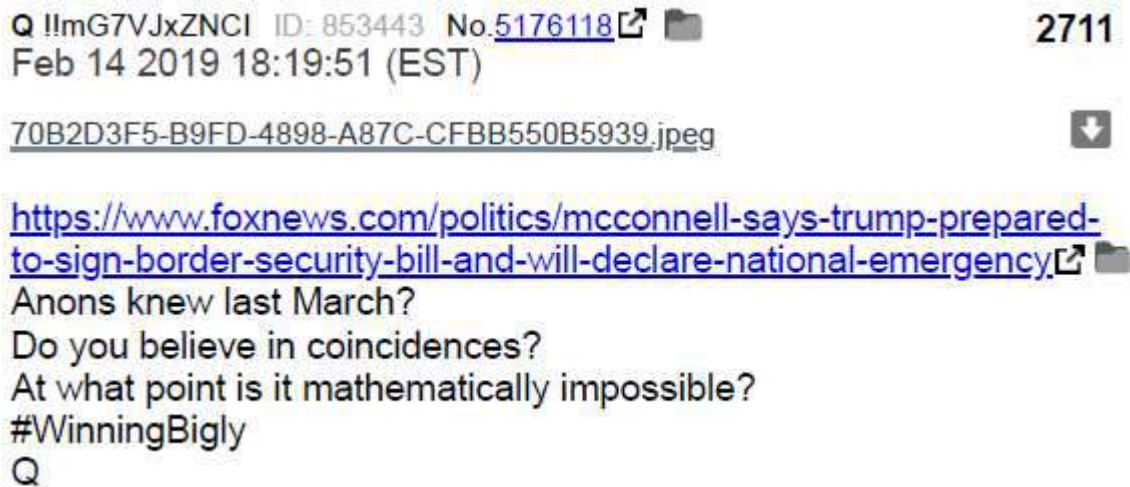 Q !!mG7VJxZNCI ID: 853443 No.5176118 2711
Feb 14 2019 18:19:51 (EST)
70B2D3F5-B9FD-4898-A87C-CFBB550B5939.jpeg
https://www.foxnews.com/politics/mcconnell-says-trump-prepared-
to-sign-border-security-bill-and-will-declare-national-emergency
Anons knew last March?
Do you believe in coincidences?
At what point is it mathematically impossible?
#WinningBigly
Q